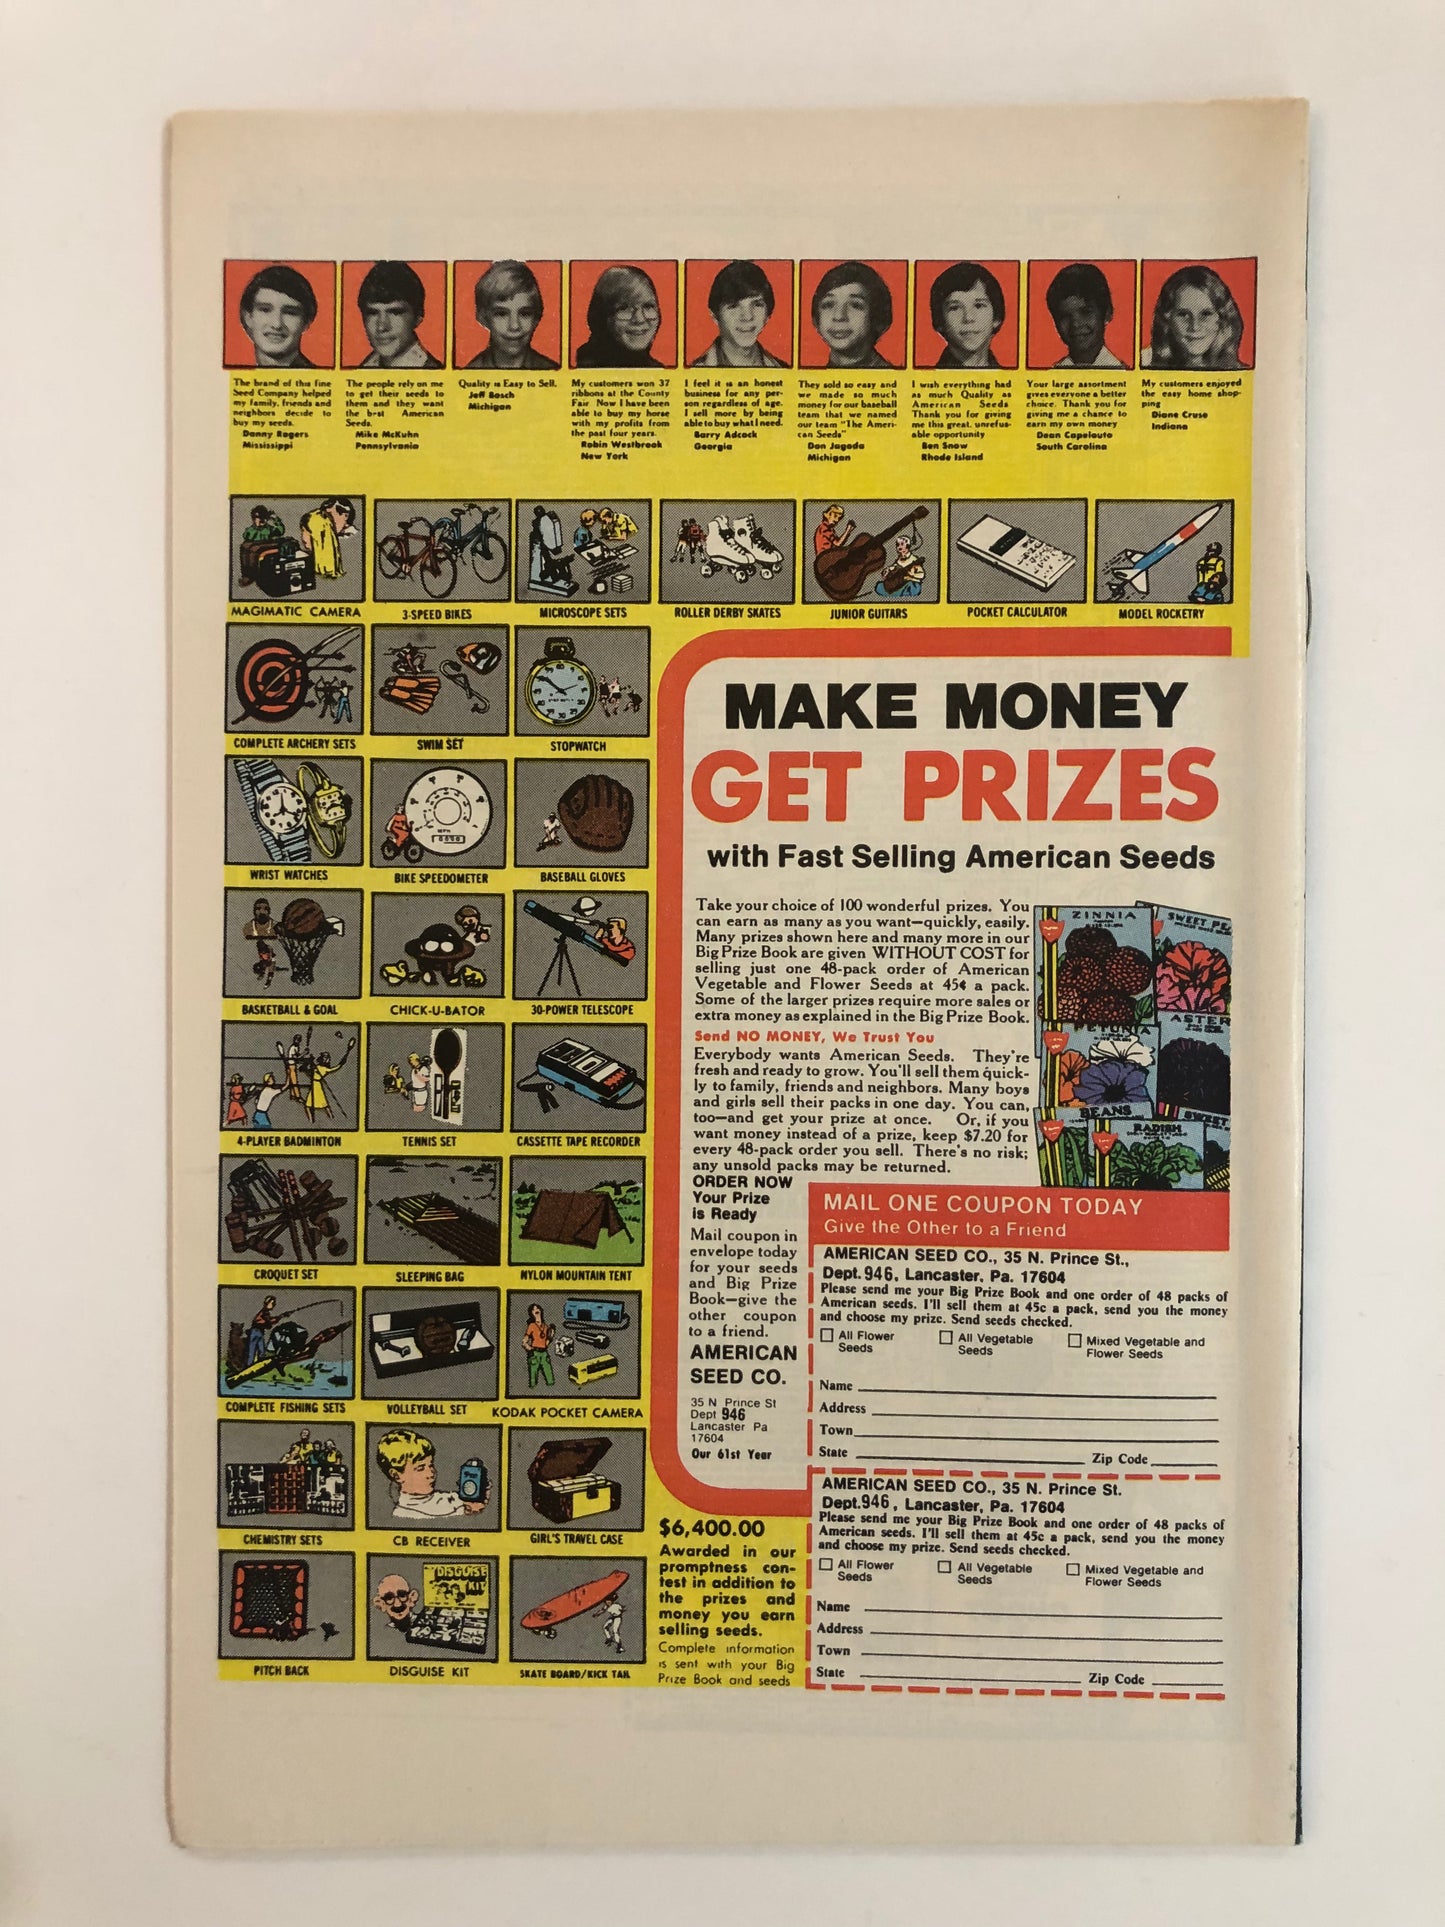 The brand of this fine
Seed Company helped
my family, friends and
neighbors decide to
buy my seeds.
Danny Rogers
Mississippi
The people rely on me
to get their seeds to
them and they want
the best American
Seeds.
Mike McKuhn
Pennsylvania
Quality is Easy to Sell.
Jeff Bosch
Michigan
My customers won 37
ribbons at the County
Fair Now I have been
able to buy my horse
with my profits from
the past four years.
Robin Westbrook
New York
I feel it is an honest
business for any per-
son regardless of age.
I sell more by being
able to buy what I need.
Barry Adcock
Georgia
They sold so easy and
we made so much
money for our baseball
team that we named
our team "The Ameri-
can Seeds"
Don Jagoda
Michigan
I wish everything had
as much Quality as
American Seeds
Thank you for giving
me this great, unrefus-
able opportunity
Ben Snow
Rhode Island
Your large assortment
gives everyone a better
choice. Thank you for
giving me a chance to
earn my own money
Dean Capelouto
South Carolina
My customers enjoyed
the easy home shop-
ping
Diane Cruse
Indiana
MAGIMATIC CAMERA
3-SPEED BIKES
MICROSCOPE SETS
ROLLER DERBY SKATES
JUNIOR GUITARS
POCKET CALCULATOR
MODEL ROCKETRY
COMPLETE ARCHERY SETS
SWIM SET
STOPWATCH
WRIST WATCHES
BIKE SPEEDOMETER
BASEBALL GLOVES
BASKETBALL & GOAL
CHICK-U-BATOR
30-POWER TELESCOPE
4-PLAYER BADMINTON
TENNIS SET
CASSETTE TAPE RECORDER
CROQUET SET
SLEEPING BAG
NYLON MOUNTAIN TENT
COMPLETE FISHING SETS
VOLLEYBALL SET
KODAK POCKET CAMERA
CHEMISTRY SETS
CB RECEIVER
GIRL'S TRAVEL CASE
DISGUISE
KIT
PITCH BACK
DISGUISE KIT
SKATE BOARD/KICK TAIL
MAKE MONEY
GET PRIZES
with Fast Selling American Seeds
Take your choice of 100 wonderful prizes. You
can earn as many as you want—quickly, easily.
Many prizes shown here and many more in our
Big Prize Book are given WITHOUT COST for
selling just one 48-pack order of American
Vegetable and Flower Seeds at 45¢ a pack.
Some of the larger prizes require more sales or
extra money as explained in the Big Prize Book.
Send NO MONEY, We Trust You
Everybody wants American Seeds. They're
fresh and ready to grow. You'll sell them quick-
ly to family, friends and neighbors. Many boys
and girls sell their packs in one day. You can,
too—and get your prize at once. Or, if you
want money instead of a prize, keep $7.20 for
every 48-pack order you sell. There's no risk;
any unsold packs may be returned.
ZINNIA
SWEET PE
PETUNIA
ASTER
BEANS
SWEET
RADISH
ORDER NOW
Your Prize
is Ready
Mail coupon in
envelope today
for your seeds
and Big Prize
Book—give the
other coupon
to a friend.
AMERICAN
SEED CO.
35 N Prince St
Dept 946
Lancaster Pa
17604
Our 61st Year
$6,400.00
Awarded in our
promptness con-
test in addition to
the prizes and
money you earn
selling seeds.
Complete information
is sent with your Big
Prize Book and seeds
MAIL ONE COUPON TODAY
Give the Other to a Friend
AMERICAN SEED CO., 35 N. Prince St.,
Dept. 946, Lancaster, Pa. 17604
Please send me your Big Prize Book and one order of 48 packs of
American seeds. I'll sell them at 45c a pack, send you the money
and choose my prize. Send seeds checked.
All Flower
Seeds
All Vegetable
Seeds
Mixed Vegetable and
Flower Seeds
Name
Address
Town
State Zip Code
AMERICAN SEED CO., 35 N. Prince St.
Dept. 946, Lancaster, Pa. 17604
Please send me your Big Prize Book and one order of 48 packs of
American seeds. I'll sell them at 45c a pack, send you the money
and choose my prize. Send seeds checked.
All Flower
Seeds
All Vegetable
Seeds
Mixed Vegetable and
Flower Seeds
Name
Address
Town
State Zip Code